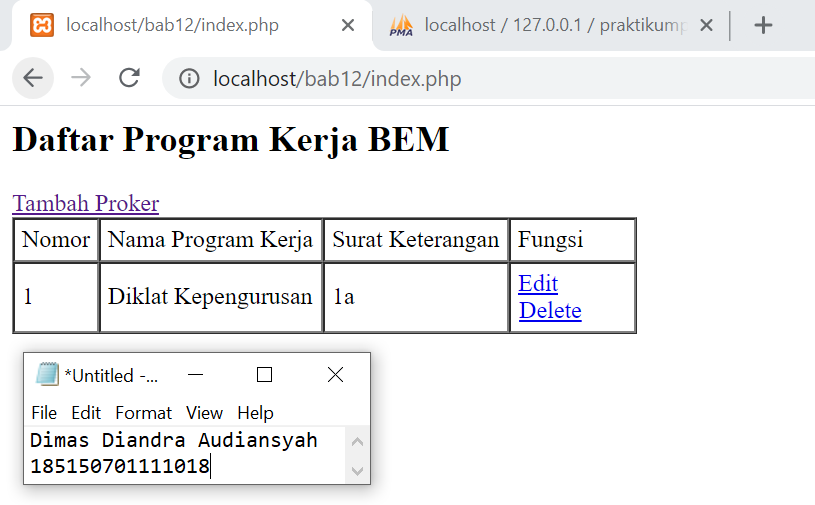 localhost/bab12/index.php
localhost / 127.0.0.1 / praktikump
localhost/bab12/index.php
Daftar Program Kerja BEM
Tambah Proker
Nomor Nama Program Kerja Surat Keterangan Fungsi
1 Diklat Kepengurusan 1a Edit
Delete
*Untitled -...
File Edit Format View Help
Dimas Diandra Audiansyah
185150701111018